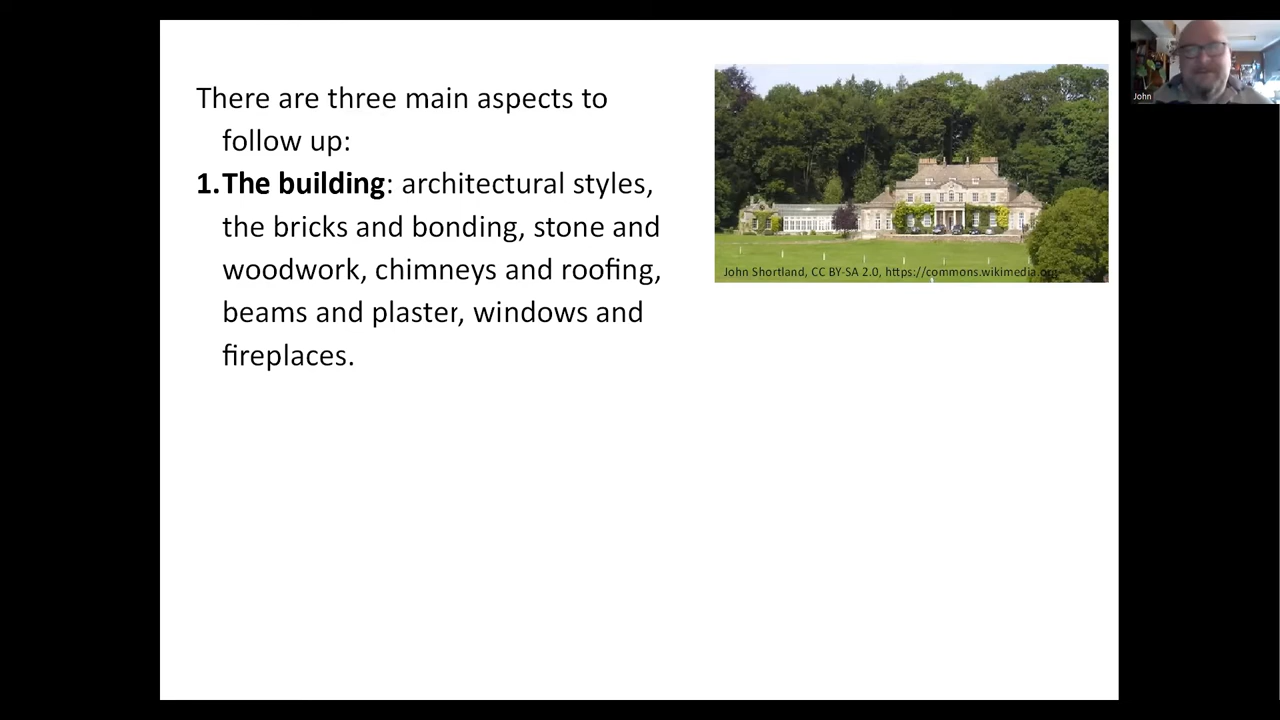 There are three main aspects to
follow up:
1. The building: architectural styles,
the bricks and bonding, stone and
woodwork, chimneys and roofing,
beams and plaster, windows and
fireplaces.
John Shortland, CC BY-SA 2.0, https://commons.wikimedia.org
John